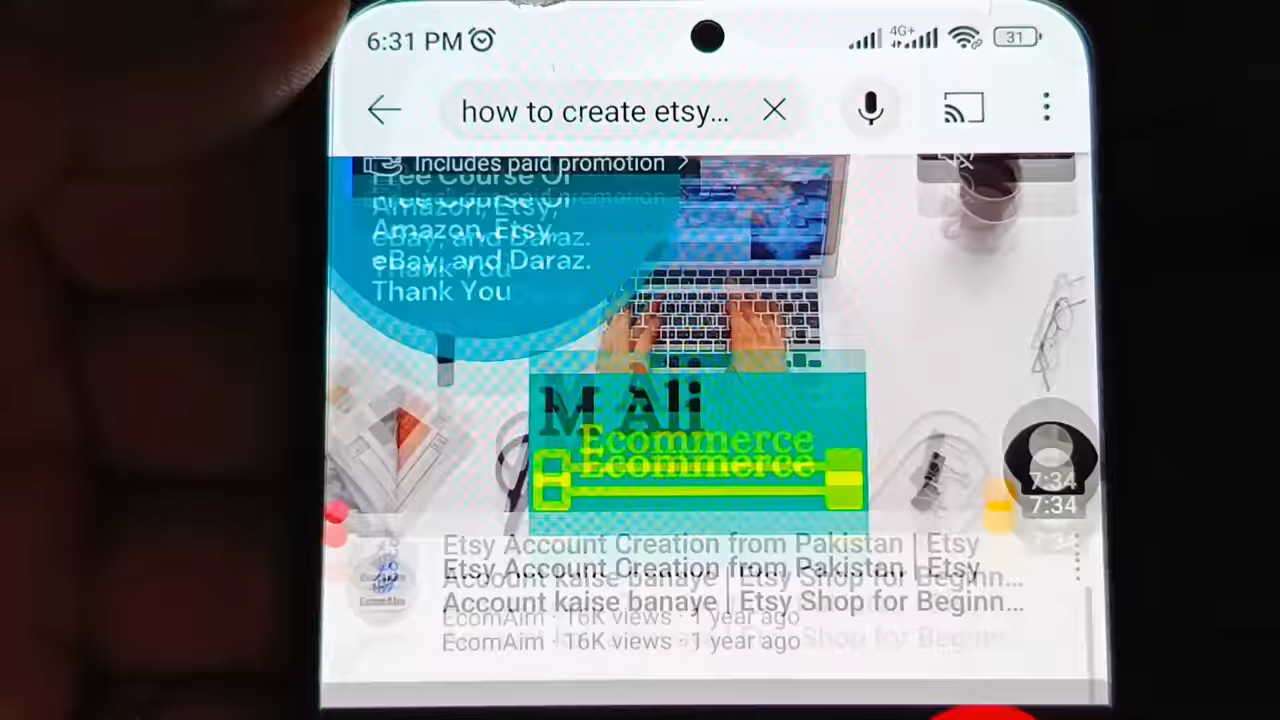 6:31 PM
4G+
31
how to create etsy...
Includes paid promotion
Free Course Of
Amazon, Etsy,
eBay, and Daraz.
Thank You
M Ali
Ecommerce
7:34
Etsy Account Creation from Pakistan | Etsy
Account kaise banaye | Etsy Shop for Beginn...
EcomAim · 16K views · 1 year ago
EcomAim